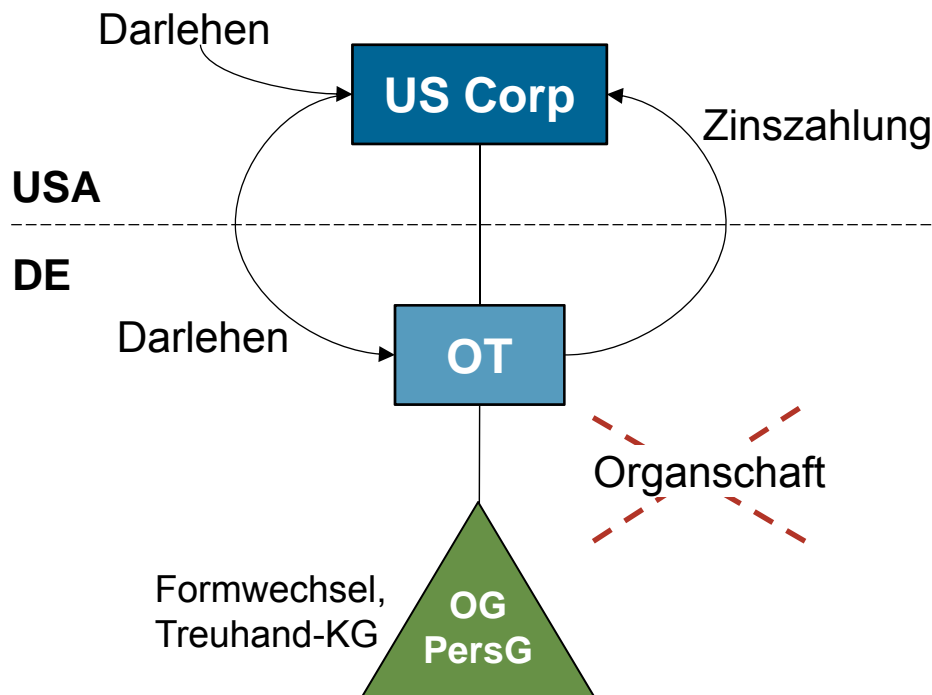 Darlehen
US Corp
Zinszahlung
USA
DE
Darlehen
OT
Organschaft
Formwechsel,
Treuhand-KG
OG
PersG